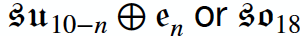 𝔰𝔲₁₀₋ₙ ⊕ 𝔢ₙ or 𝔰𝔬₁₈